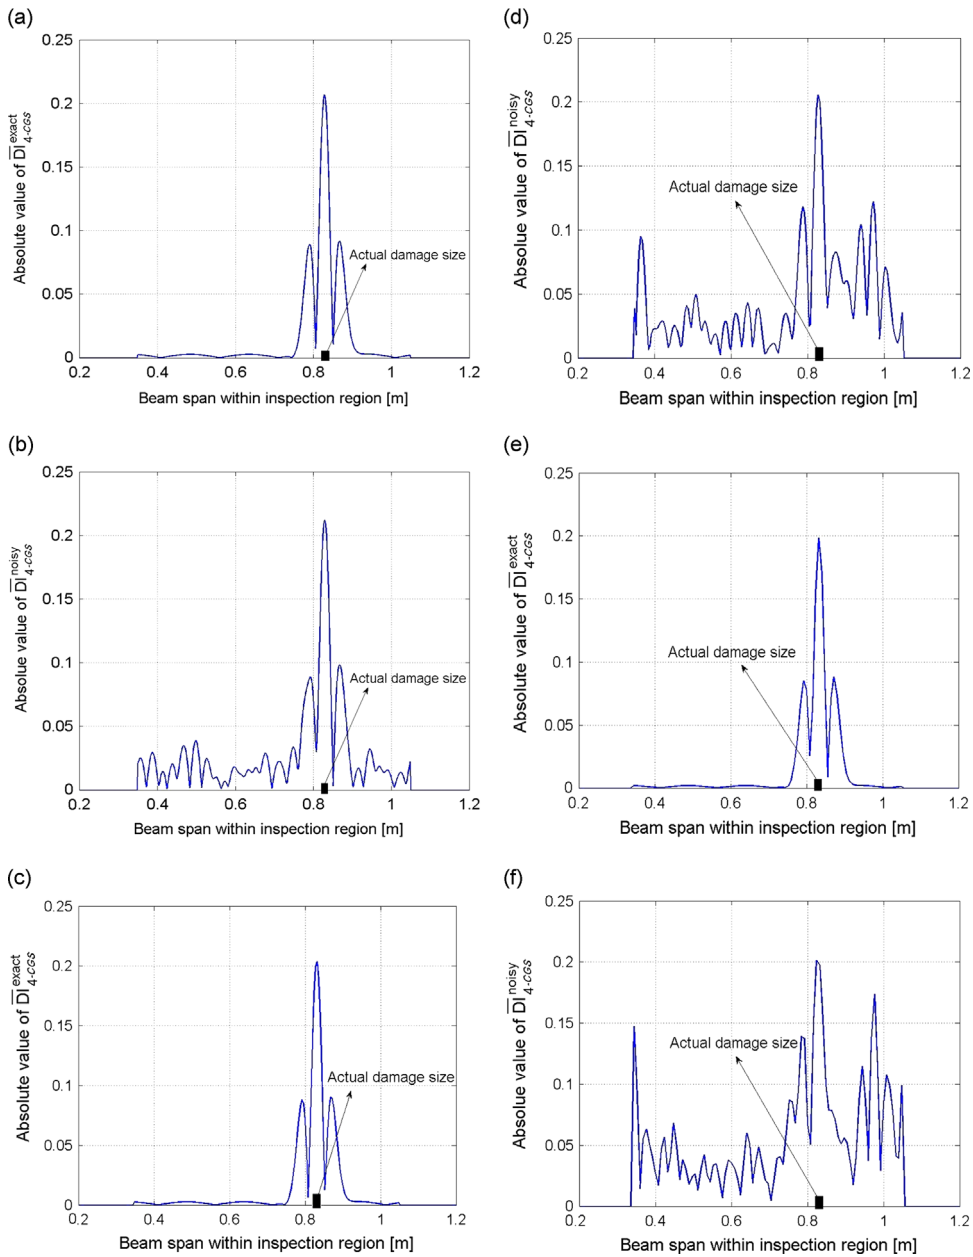 (a)
0.25
0.2
0.15
0.1
0.05
0
0.2 0.4 0.6 0.8 1 1.2
Absolute value of DI 4-CGS exact
Actual damage size
Beam span within inspection region [m]
(d)
0.25
0.2
0.15
0.1
0.05
0
0.2 0.4 0.6 0.8 1 1.2
Absolue value of DI 4-CGS noisy
Actual damage size
Beam span within inspection region [m]
(b)
0.25
0.2
0.15
0.1
0.05
0
0.2 0.4 0.6 0.8 1 1.2
Absolue value of DI 4-CGS noisy
Actual damage size
Beam span within inspection region [m]
(e)
0.25
0.2
0.15
0.1
0.05
0
0.2 0.4 0.6 0.8 1 1.2
Absolute value of DI 4-CGS exact
Actual damage size
Beam span within inspection region [m]
(c)
0.25
0.2
0.15
0.1
0.05
0
0.2 0.4 0.6 0.8 1 1.2
Absolute value of DI 4-CGS exact
Actual damage size
Beam span within inspection region [m]
(f)
0.25
0.2
0.15
0.1
0.05
0
0.2 0.4 0.6 0.8 1 1.2
Absolue value of DI 4-CGS noisy
Actual damage size
Beam span within inspection region [m]